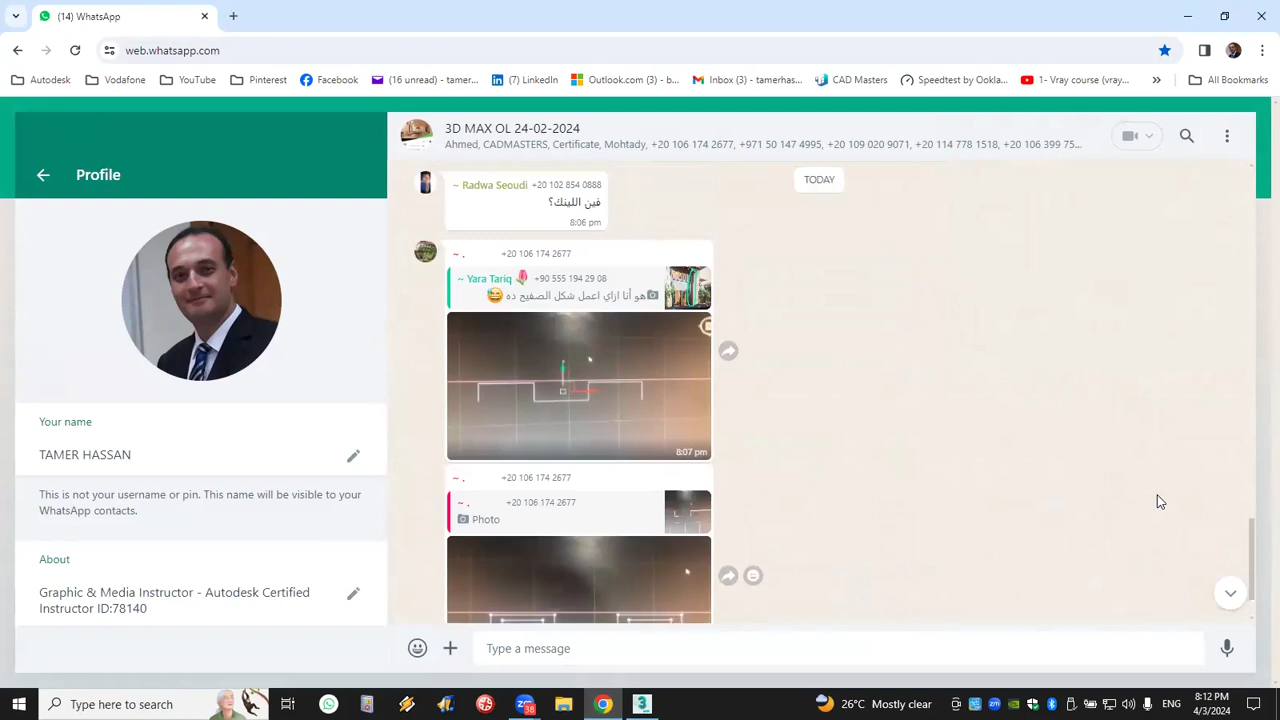 (14) WhatsApp
web.whatsapp.com
Autodesk
Vodafone
YouTube
Pinterest
Facebook
(16 unread) - tamer...
(7) LinkedIn
Outlook.com (3) - b...
Inbox (3) - tamerhas...
CAD Masters
Speedtest by Ookla...
1- Vray course (vray...
»
All Bookmarks
Profile
Your name
TAMER HASSAN
This is not your username or pin. This name will be visible to your
WhatsApp contacts.
About
Graphic & Media Instructor - Autodesk Certified
Instructor ID:78140
3D MAX OL 24-02-2024
Ahmed, CADMASTERS, Certificate, Mohtady, +20 106 174 2677, +971 50 147 4995, +20 109 020 9071, +20 114 778 1518, +20 106 399 75...
TODAY
~ Radwa Seoudi +20 102 854 0888
فين اللينك؟
8:06 pm
~ . +20 106 174 2677
~ Yara Tariq 🌷 +90 555 194 29 08
هو أنا ازاي اعمل شكل الصفيح ده 😅
8:07 pm
~ . +20 106 174 2677
~ . +20 106 174 2677
Photo
Type a message
Type here to search
38
3
26°C Mostly clear
ENG
8:12 PM
4/3/2024